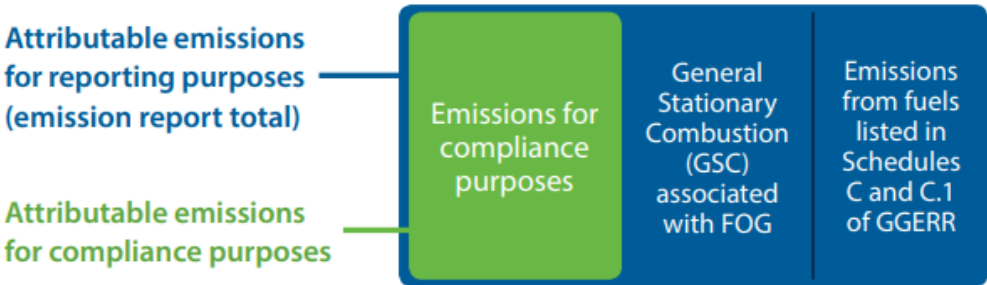 Attributable emissions
for reporting purposes
(emission report total)
Attributable emissions
for compliance purposes
Emissions for
compliance
purposes
General
Stationary
Combustion
(GSC)
associated
with FOG
Emissions
from fuels
listed in
Schedules
C and C.1
of GGERR